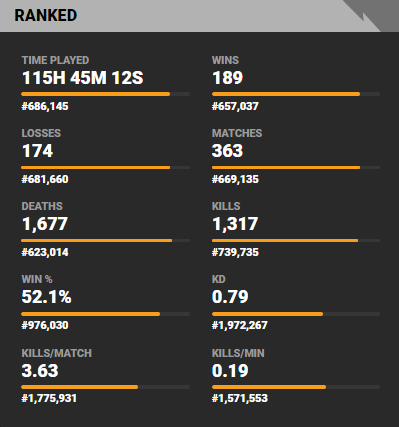 RANKED
TIME PLAYED
115H 45M 12S
#686,145
WINS
189
#657,037
LOSSES
174
#681,660
MATCHES
363
#669,135
DEATHS
1,677
#623,014
KILLS
1,317
#739,735
WIN %
52.1%
#976,030
KD
0.79
#1,972,267
KILLS/MATCH
3.63
#1,775,931
KILLS/MIN
0.19
#1,571,553